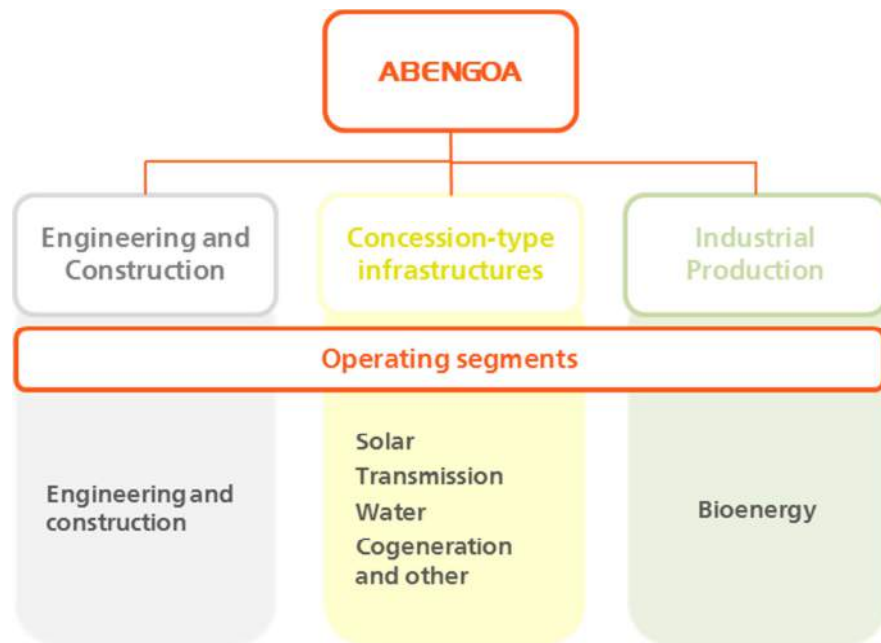 ABENGOA
Engineering and
Construction
Concession-type
infrastructures
Industrial
Production
Operating segments
Engineering and
construction
Solar
Transmission
Water
Cogeneration
and other
Bioenergy